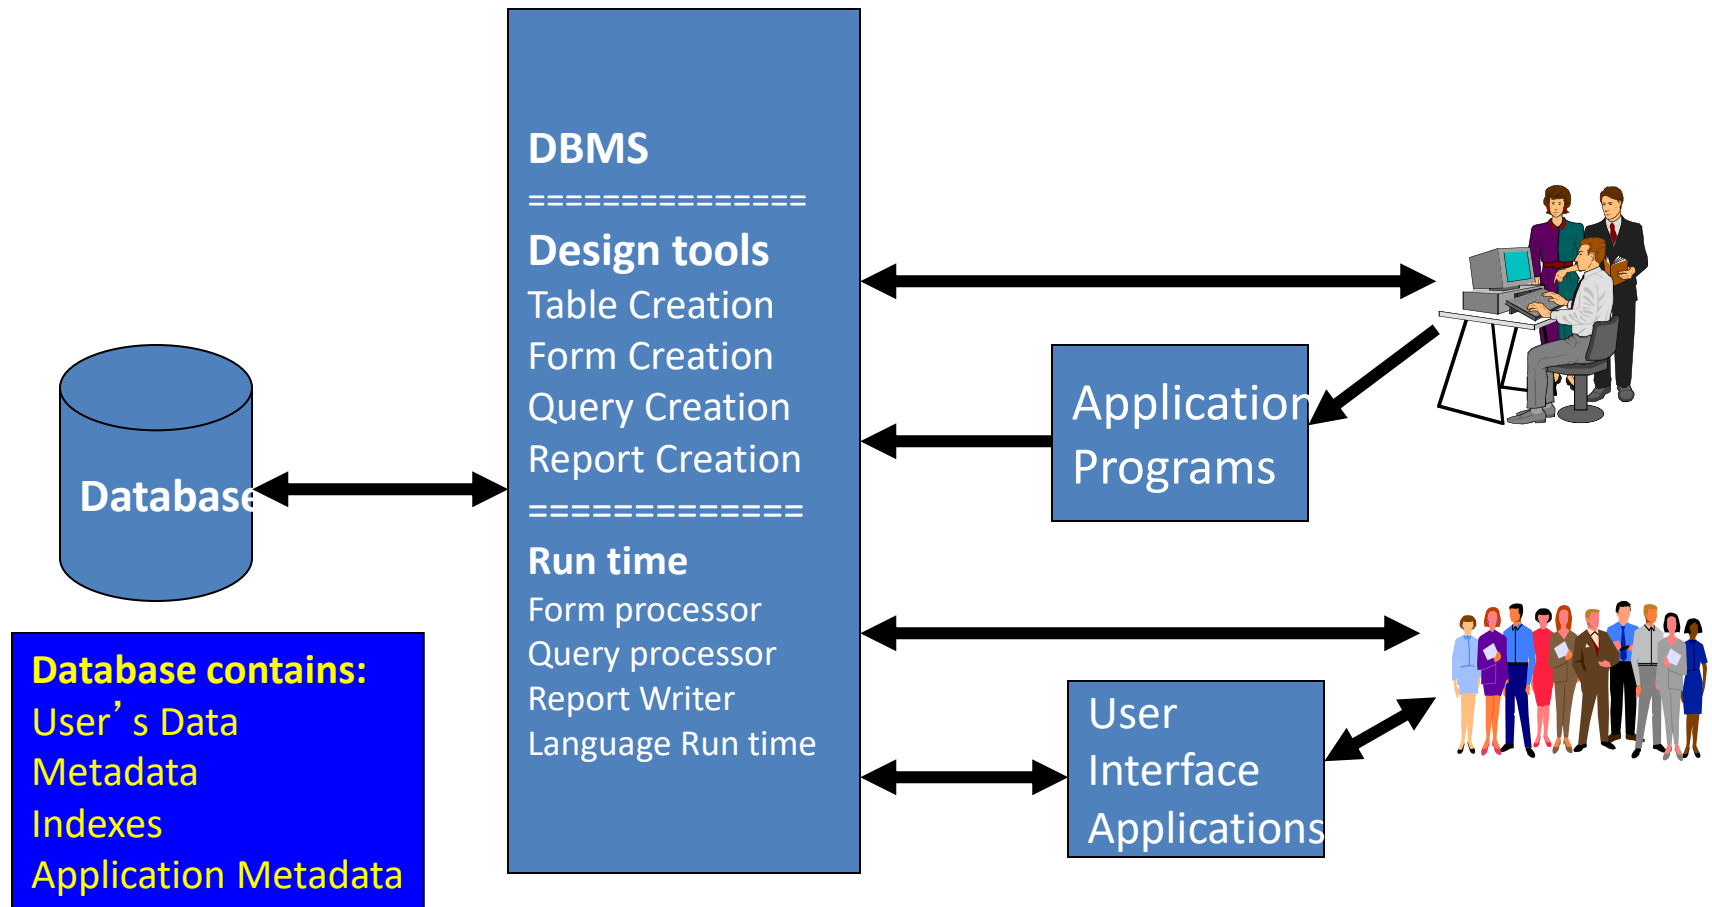 DBMS
===============
Design tools
Table Creation
Form Creation
Query Creation
Report Creation
=============
Run time
Form processor
Query processor
Report Writer
Language Run time
Database
Database contains:
User’s Data
Metadata
Indexes
Application Metadata
Application
Programs
User
Interface
Applications